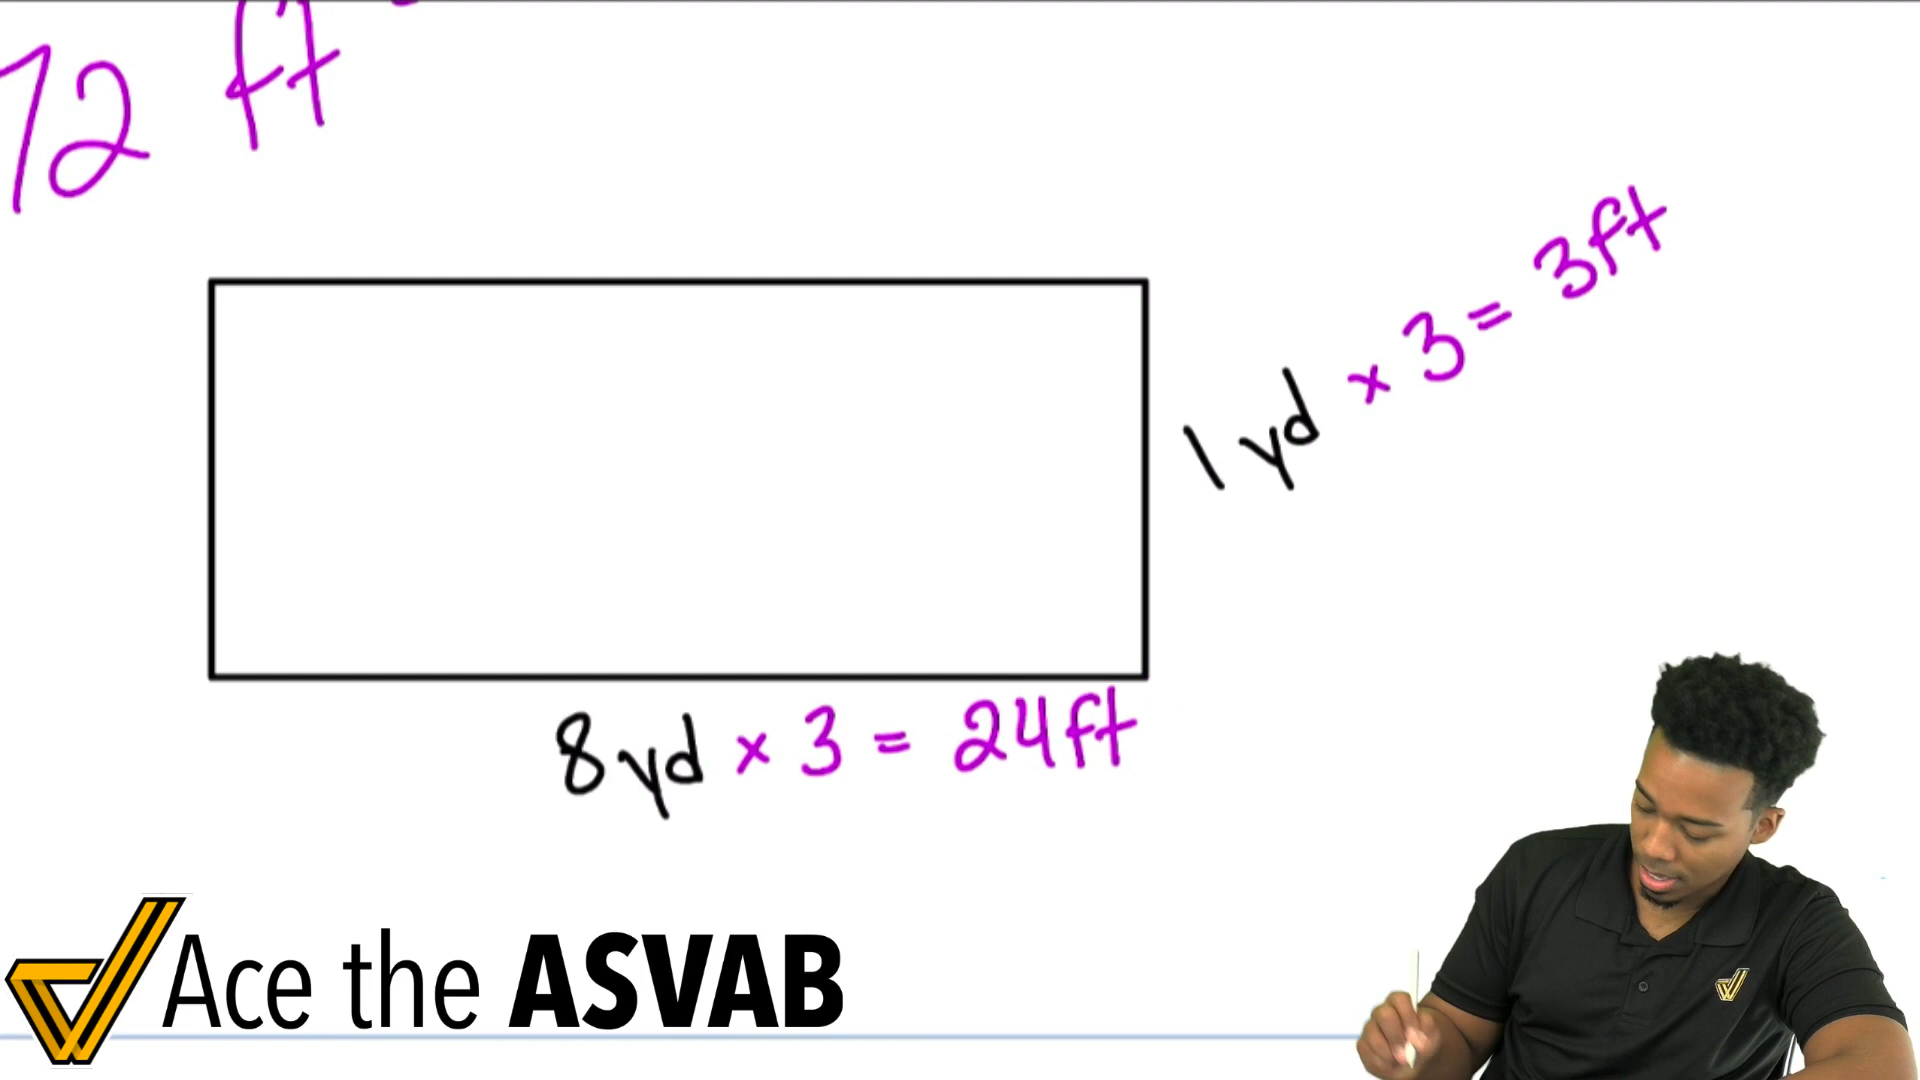 72 ft
1 yd × 3 = 3ft
8 yd × 3 = 24ft
Ace the ASVAB